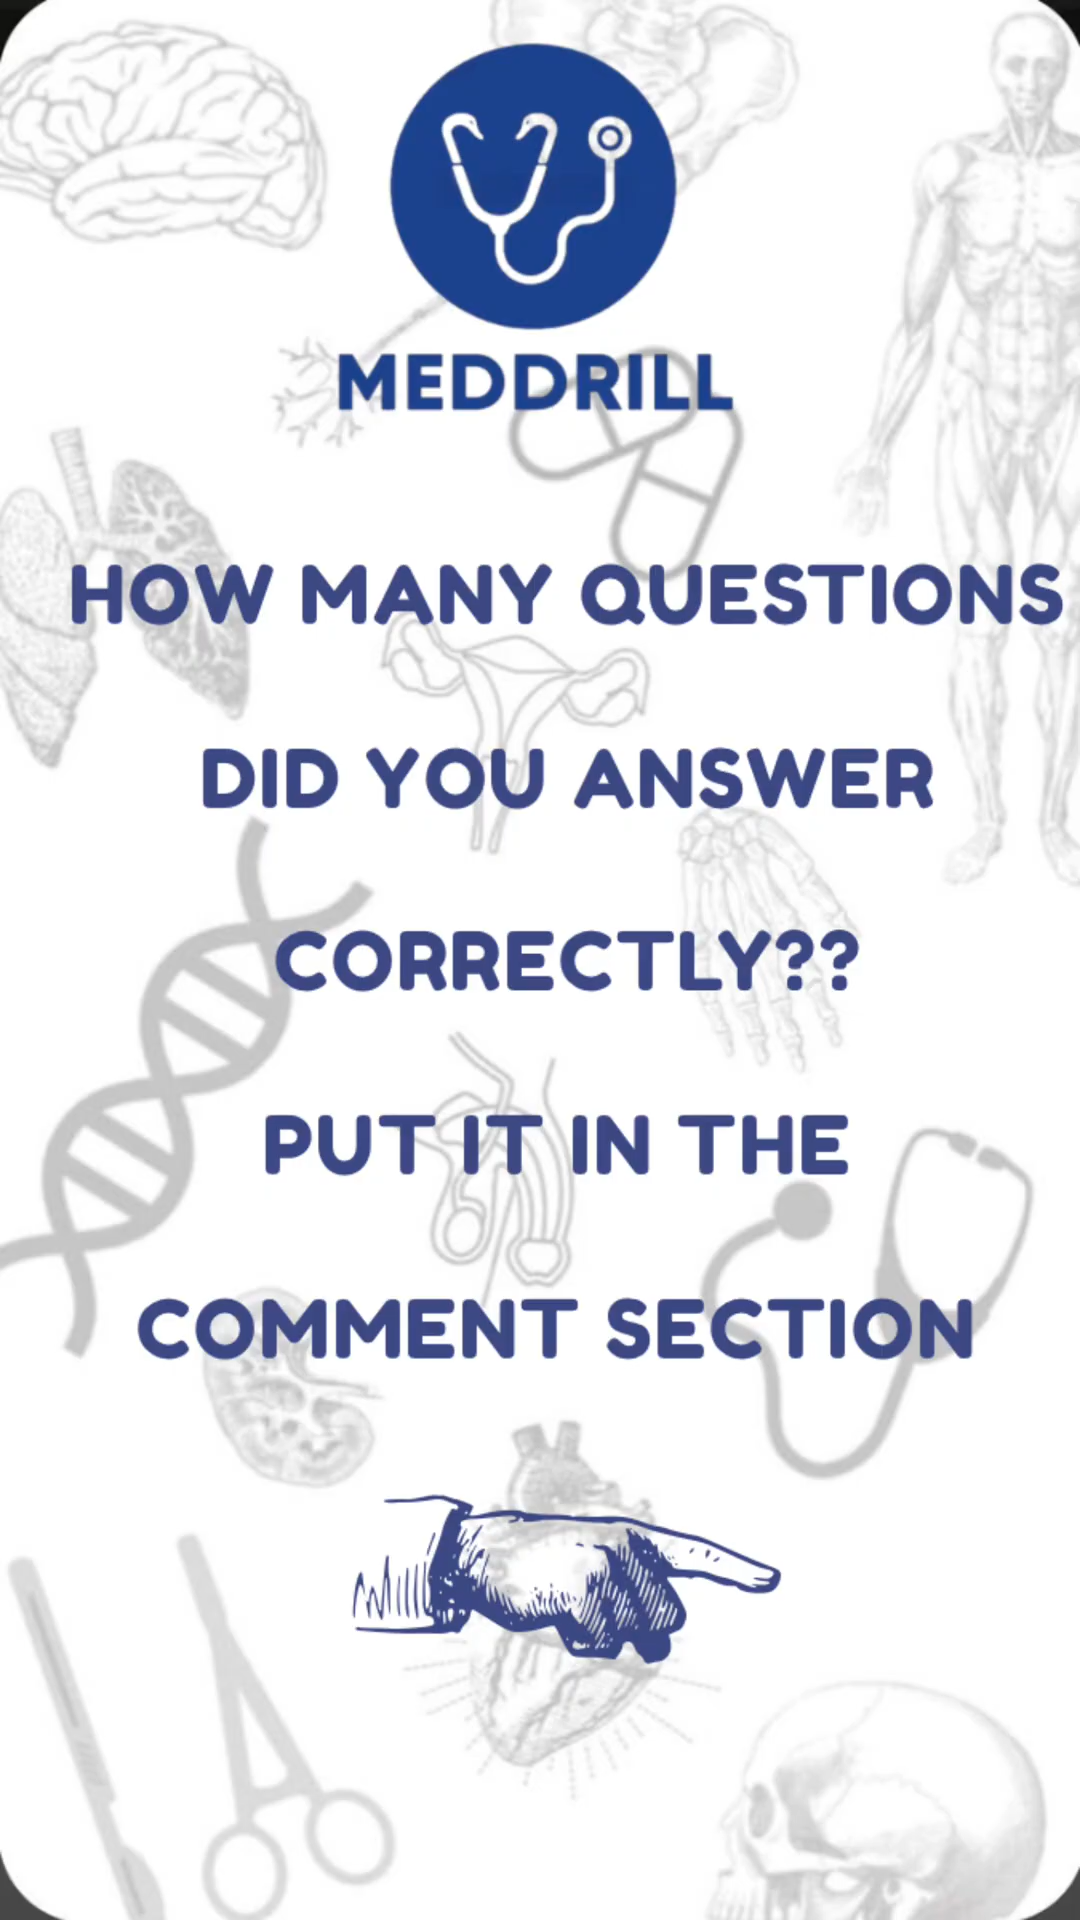 MEDDRILL
HOW MANY QUESTIONS
DID YOU ANSWER
CORRECTLY??
PUT IT IN THE
COMMENT SECTION